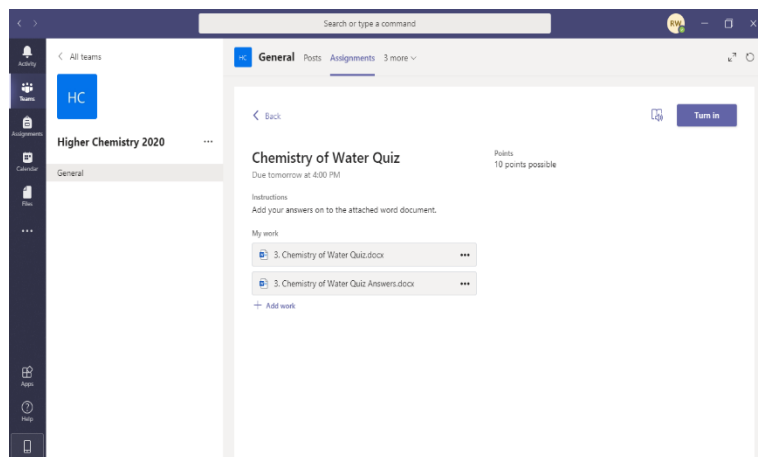 Search or type a command
RW
Activity
Teams
Assignments
Calendar
Files
Apps
Help
All teams
HC
Higher Chemistry 2020
General
HC General Posts Assignments 3 more
Back
Turn in
Chemistry of Water Quiz
Due tomorrow at 4:00 PM
Points
10 points possible
Instructions
Add your answers on to the attached word document.
My work
3. Chemistry of Water Quiz.docx
3. Chemistry of Water Quiz Answers.docx
+ Add work